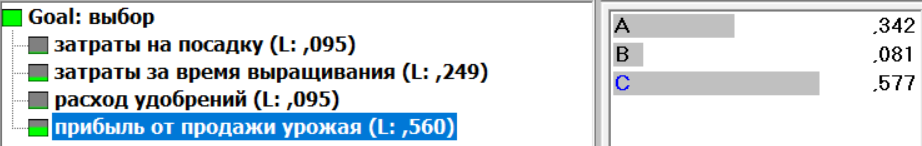 Goal: выбор
затраты на посадку (L: ,095)
затраты за время выращивания (L: ,249)
расход удобрений (L: ,095)
прибыль от продажи урожая (L: ,560)
A ,342
B ,081
C ,577